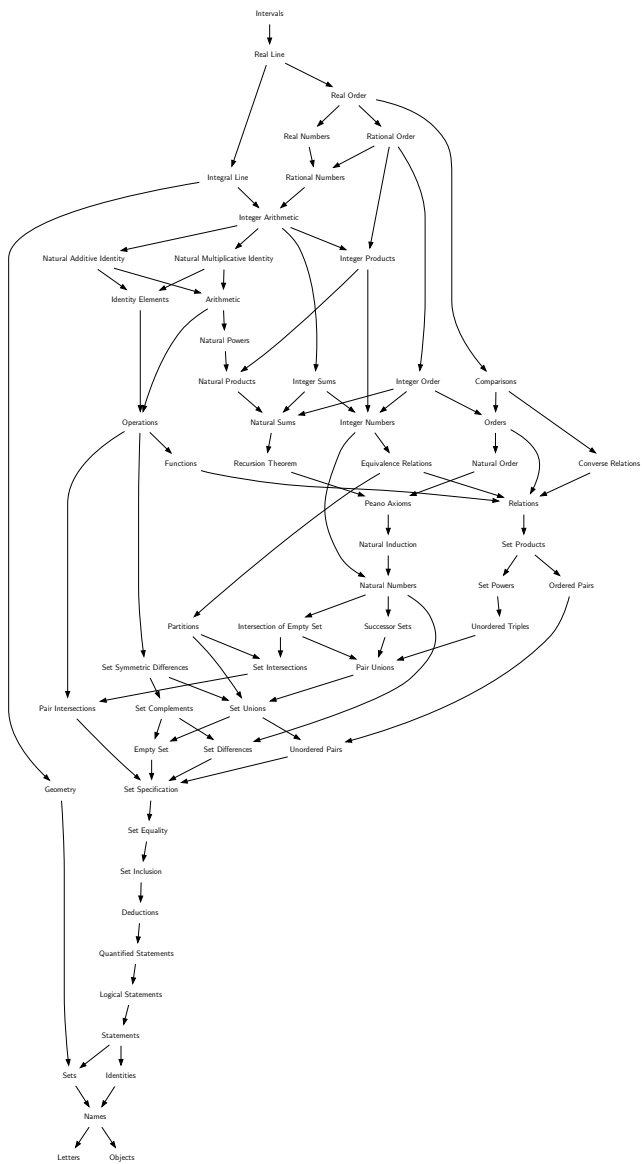 Intervals
Real Line
Real Order
Real Numbers Rational Order
Integral Line Rational Numbers
Integer Arithmetic
Natural Additive Identity Natural Multiplicative Identity Integer Products
Identity Elements Arithmetic
Natural Powers
Natural Products Integer Sums Integer Order Comparisons
Operations Natural Sums Integer Numbers Orders
Functions Recursion Theorem Equivalence Relations Natural Order Converse Relations
Peano Axioms Relations
Natural Induction Set Products
Natural Numbers Set Powers Ordered Pairs
Partitions Intersection of Empty Set Successor Sets Unordered Triples
Set Symmetric Differences Set Intersections Pair Unions
Pair Intersections Set Complements Set Unions
Empty Set Set Differences Unordered Pairs
Geometry Set Specification
Set Equality
Set Inclusion
Deductions
Quantified Statements
Logical Statements
Statements
Sets Identities
Names
Letters Objects